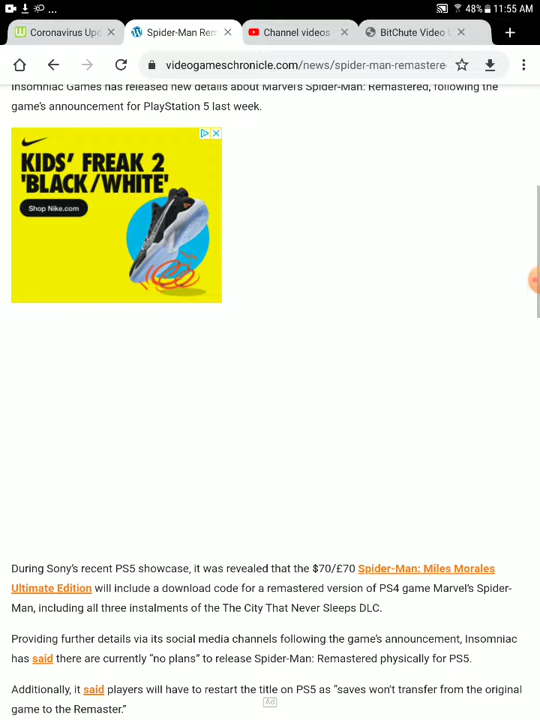 48% 11:55 AM
Coronavirus Upd
Spider-Man Rem
Channel videos
BitChute Video
videogameschronicle.com/news/spider-man-remastere
Insomniac Games has released new details about Marvel's Spider-Man: Remastered, following the
game's announcement for PlayStation 5 last week.
KIDS' FREAK 2
'BLACK/WHITE'
Shop Nike.com
During Sony's recent PS5 showcase, it was revealed that the $70/£70 Spider-Man: Miles Morales
Ultimate Edition will include a download code for a remastered version of PS4 game Marvel's Spider-
Man, including all three instalments of the The City That Never Sleeps DLC.
Providing further details via its social media channels following the game's announcement, Insomniac
has said there are currently "no plans" to release Spider-Man: Remastered physically for PS5.
Additionally, it said players will have to restart the title on PS5 as "saves won't transfer from the original
game to the Remaster."
Ad